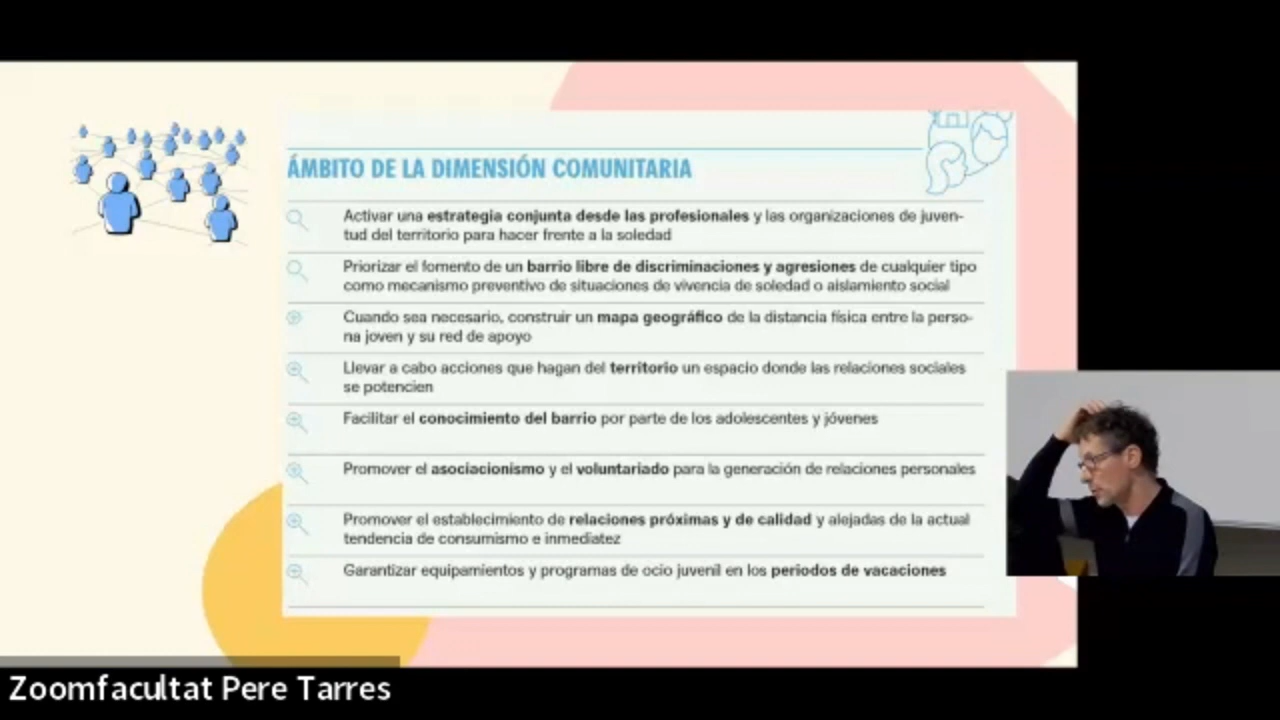 ÁMBITO DE LA DIMENSIÓN COMUNITARIA
Activar una estrategia conjunta desde las profesionales y las organizaciones de juven-
tud del territorio para hacer frente a la soledad
Priorizar el fomento de un barrio libre de discriminaciones y agresiones de cualquier tipo
como mecanismo preventivo de situaciones de vivencia de soledad o aislamiento social
Cuando sea necesario, construir un mapa geográfico de la distancia física entre la perso-
na joven y su red de apoyo
Llevar a cabo acciones que hagan del territorio un espacio donde las relaciones sociales
se potencien
Facilitar el conocimiento del barrio por parte de los adolescentes y jóvenes
Promover el asociacionismo y el voluntariado para la generación de relaciones personales
Promover el establecimiento de relaciones próximas y de calidad y alejadas de la actual
tendencia de consumismo e inmediatez
Garantizar equipamientos y programas de ocio juvenil en los periodos de vacaciones
Zoomfacultat Pere Tarres